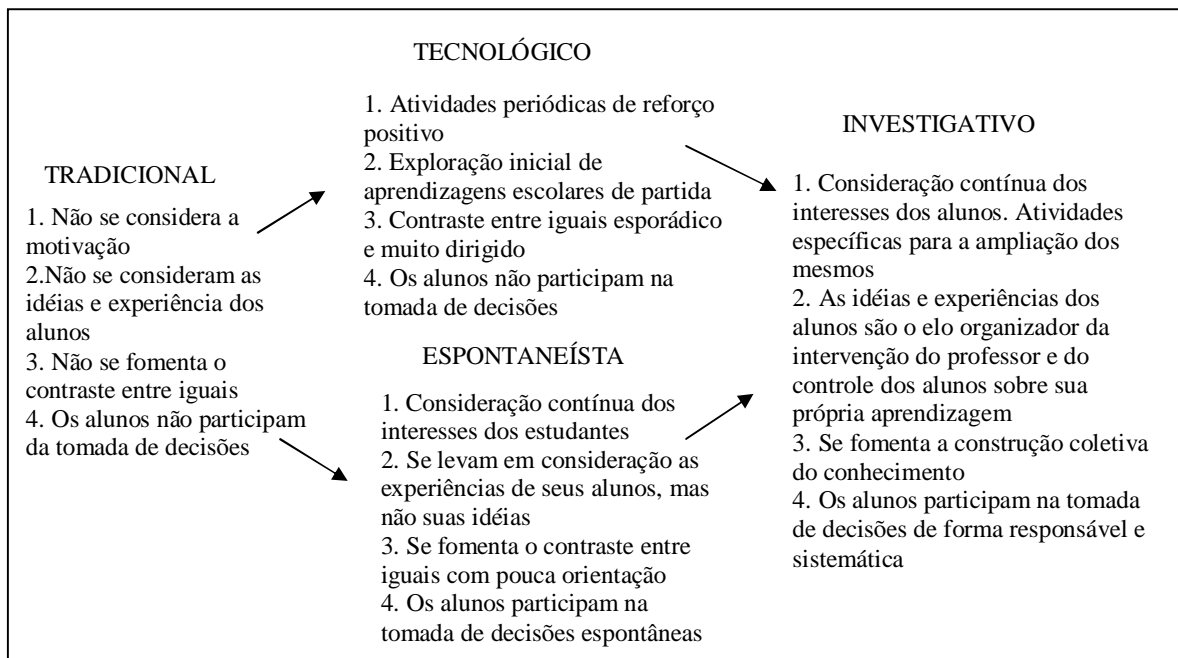 TRADICIONAL
1. Não se considera a
motivação
2.Não se consideram as
idéias e experiência dos
alunos
3. Não se fomenta o
contraste entre iguais
4. Os alunos não participam
da tomada de decisões
TECNOLÓGICO
1. Atividades periódicas de reforço
positivo
2. Exploração inicial de
aprendizagens escolares de partida
3. Contraste entre iguais esporádico
e muito dirigido
4. Os alunos não participam na
tomada de decisões
ESPONTANEÍSTA
1. Consideração contínua dos
interesses dos estudantes
2. Se levam em consideração as
experiências de seus alunos, mas
não suas idéias
3. Se fomenta o contraste entre
iguais com pouca orientação
4. Os alunos participam na
tomada de decisões espontâneas
INVESTIGATIVO
1. Consideração contínua dos
interesses dos alunos. Atividades
específicas para a ampliação dos
mesmos
2. As idéias e experiências dos
alunos são o elo organizador da
intervenção do professor e do
controle dos alunos sobre sua
própria aprendizagem
3. Se fomenta a construção coletiva
do conhecimento
4. Os alunos participam na tomada
de decisões de forma responsável e
sistemática